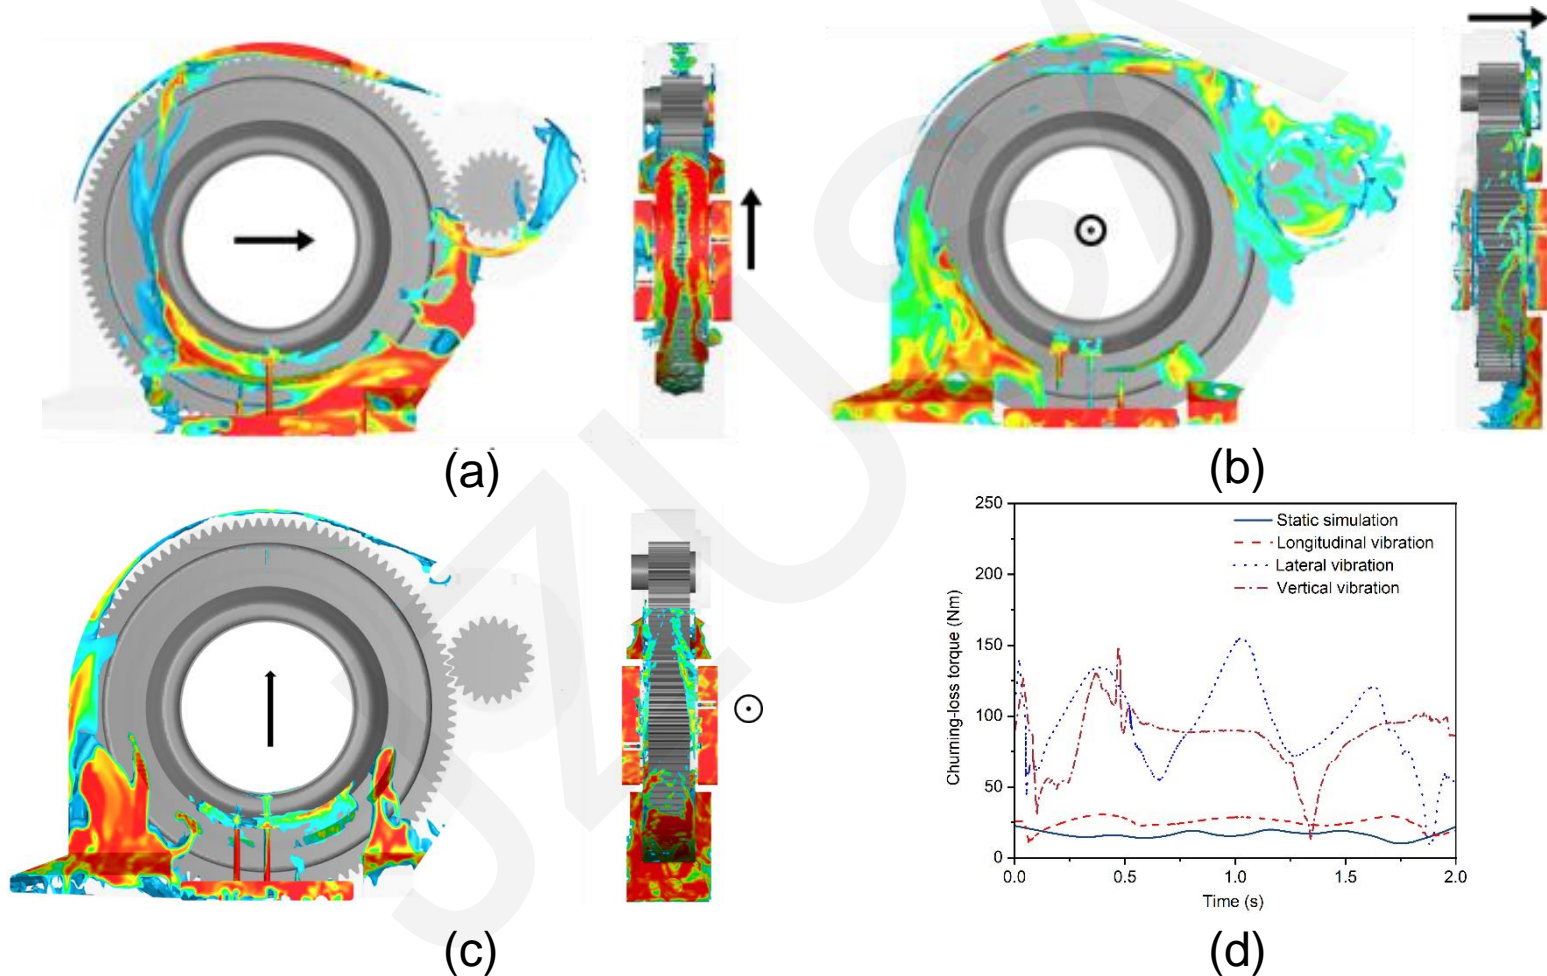 (a)
(b)
(c)
250
200
150
100
50
0
Churning-loss torque (Nm)
Static simulation
Longitudinal vibration
Lateral vibration
Vertical vibration
0.0 0.5 1.0 1.5 2.0
Time (s)
(d)
JZUSA